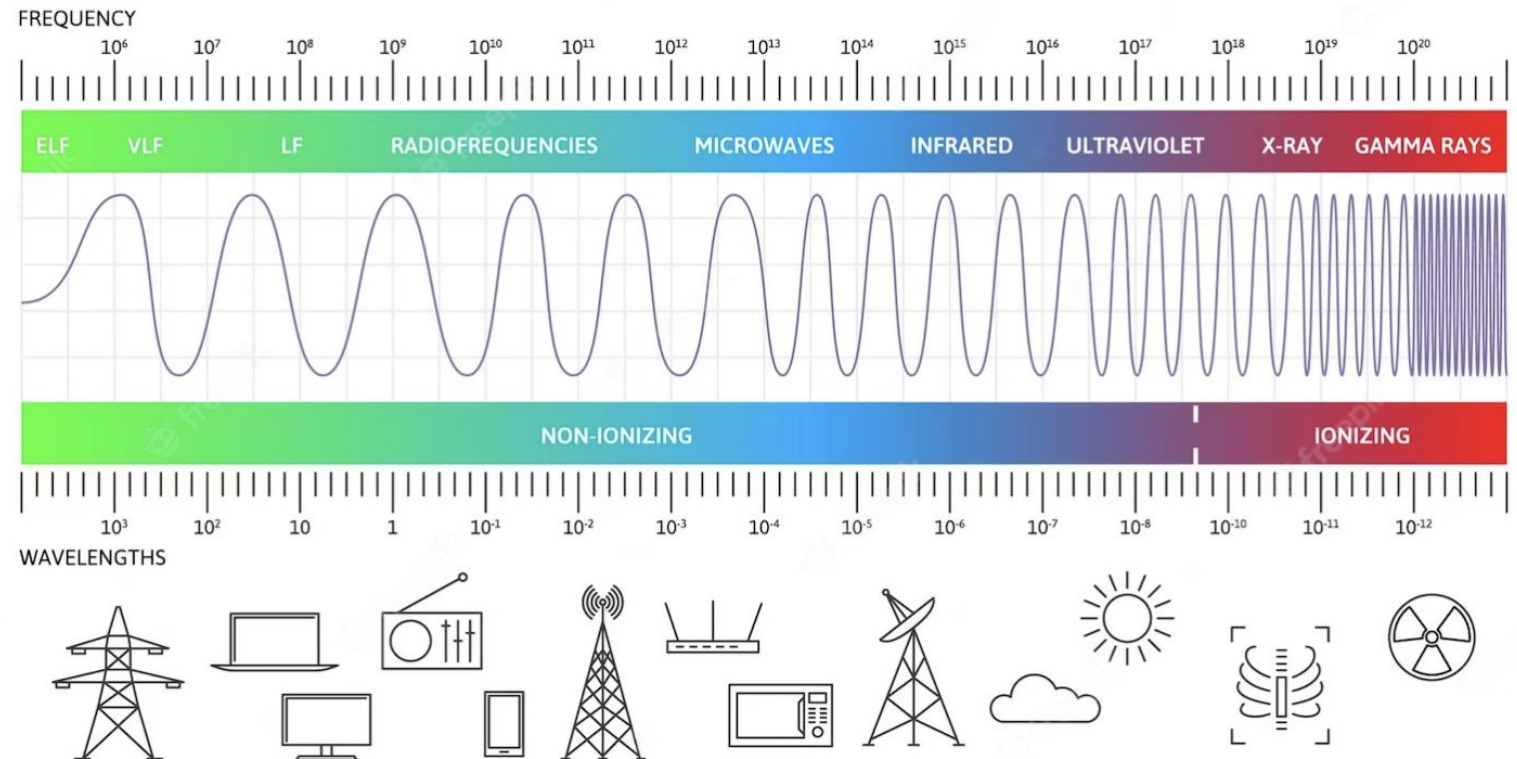 FREQUENCY
10⁶ 10⁷ 10⁸ 10⁹ 10¹⁰ 10¹¹ 10¹² 10¹³ 10¹⁴ 10¹⁵ 10¹⁶ 10¹⁷ 10¹⁸ 10¹⁹ 10²⁰
ELF VLF LF RADIOFREQUENCIES MICROWAVES INFRARED ULTRAVIOLET X-RAY GAMMA RAYS
NON-IONIZING IONIZING
10³ 10² 10 1 10⁻¹ 10⁻² 10⁻³ 10⁻⁴ 10⁻⁵ 10⁻⁶ 10⁻⁷ 10⁻⁸ 10⁻¹⁰ 10⁻¹¹ 10⁻¹²
WAVELENGTHS